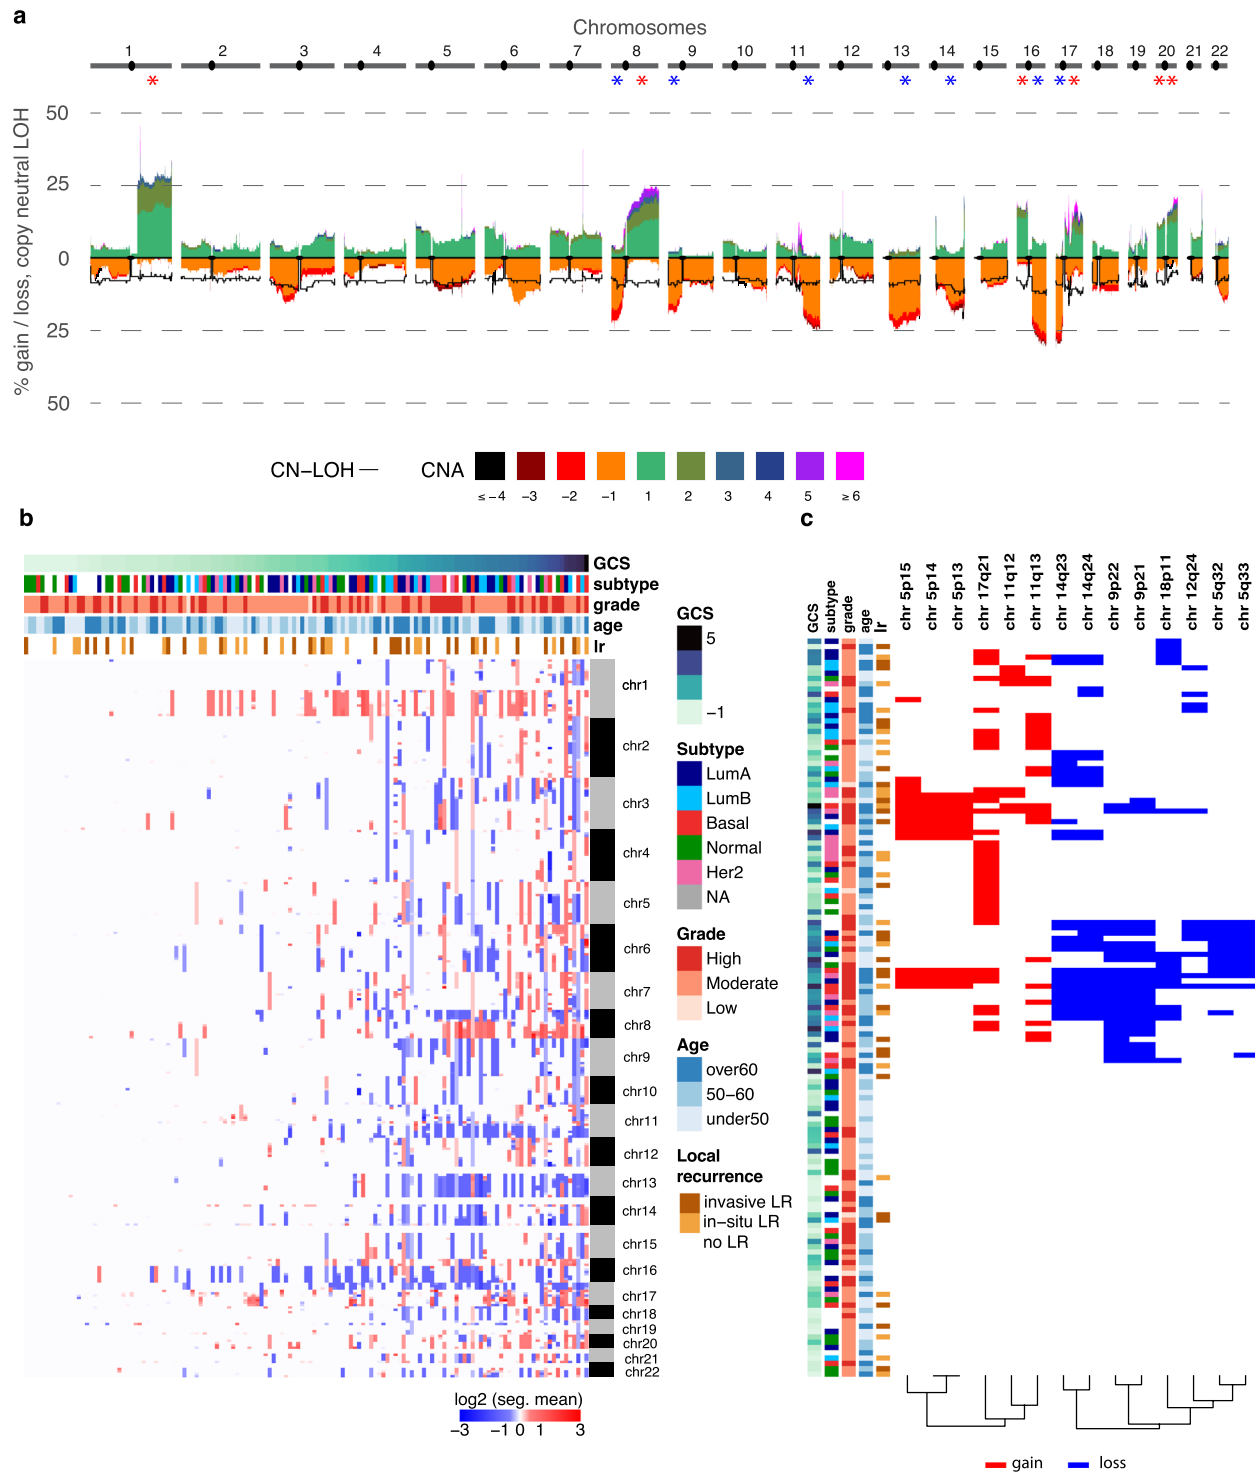 a
Chromosomes
1 2 3 4 5 6 7 8 9 10 11 12 13 14 15 16 17 18 19 20 21 22
* * * * * * * * * * * * *
% gain / loss, copy neutral LOH
50
25
0
25
50
CN-LOH — CNA
≤ -4 -3 -2 -1 1 2 3 4 5 ≥ 6
b
GCS
subtype
grade
age
lr
chr1
chr2
chr3
chr4
chr5
chr6
chr7
chr8
chr9
chr10
chr11
chr12
chr13
chr14
chr15
chr16
chr17
chr18
chr19
chr20
chr21
chr22
log2 (seg. mean)
-3 -1 0 1 3
GCS
5
-1
Subtype
LumA
LumB
Basal
Normal
Her2
NA
Grade
High
Moderate
Low
Age
over60
50-60
under50
Local
recurrence
invasive LR
in-situ LR
no LR
c
GCS
subtype
grade
age
lr
chr 5p15
chr 5p14
chr 5p13
chr 17q21
chr 11q12
chr 11q13
chr 14q23
chr 14q24
chr 9p22
chr 9p21
chr 18p11
chr 12q24
chr 5q32
chr 5q33
gain loss